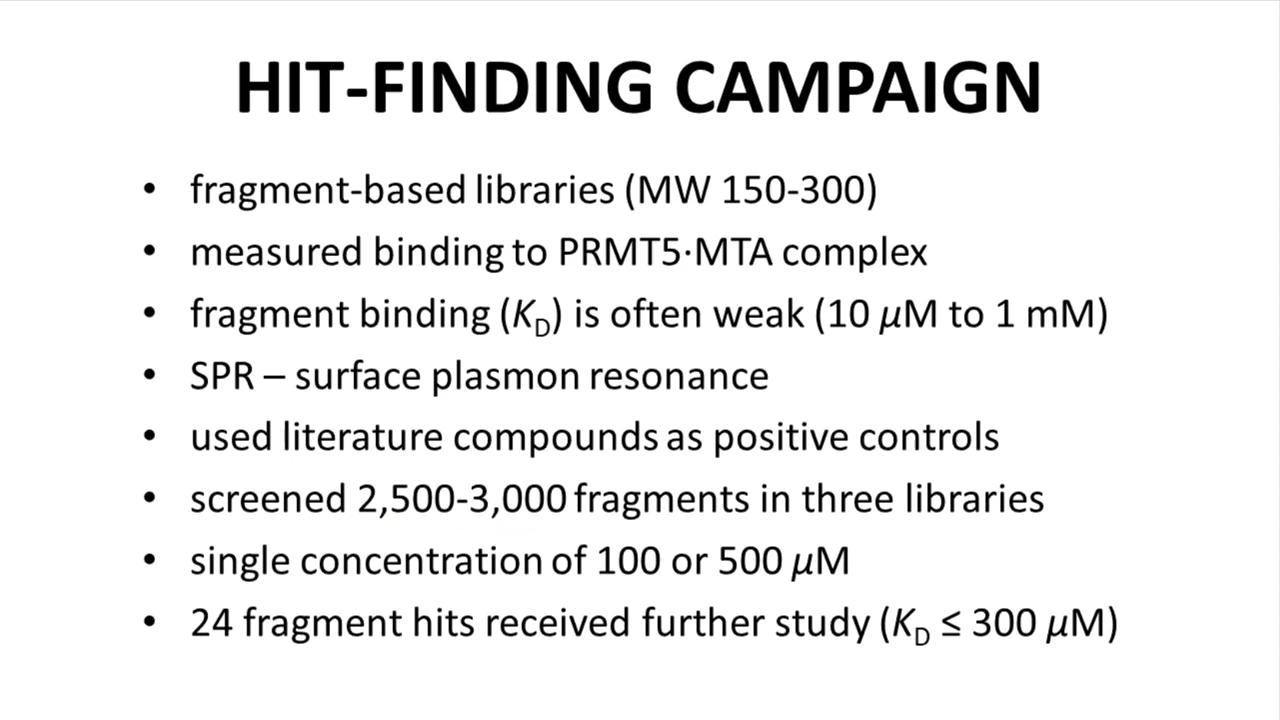 HIT-FINDING CAMPAIGN
• fragment-based libraries (MW 150-300)
• measured binding to PRMT5·MTA complex
• fragment binding (KD) is often weak (10 μM to 1 mM)
• SPR – surface plasmon resonance
• used literature compounds as positive controls
• screened 2,500-3,000 fragments in three libraries
• single concentration of 100 or 500 μM
• 24 fragment hits received further study (KD ≤ 300 μM)